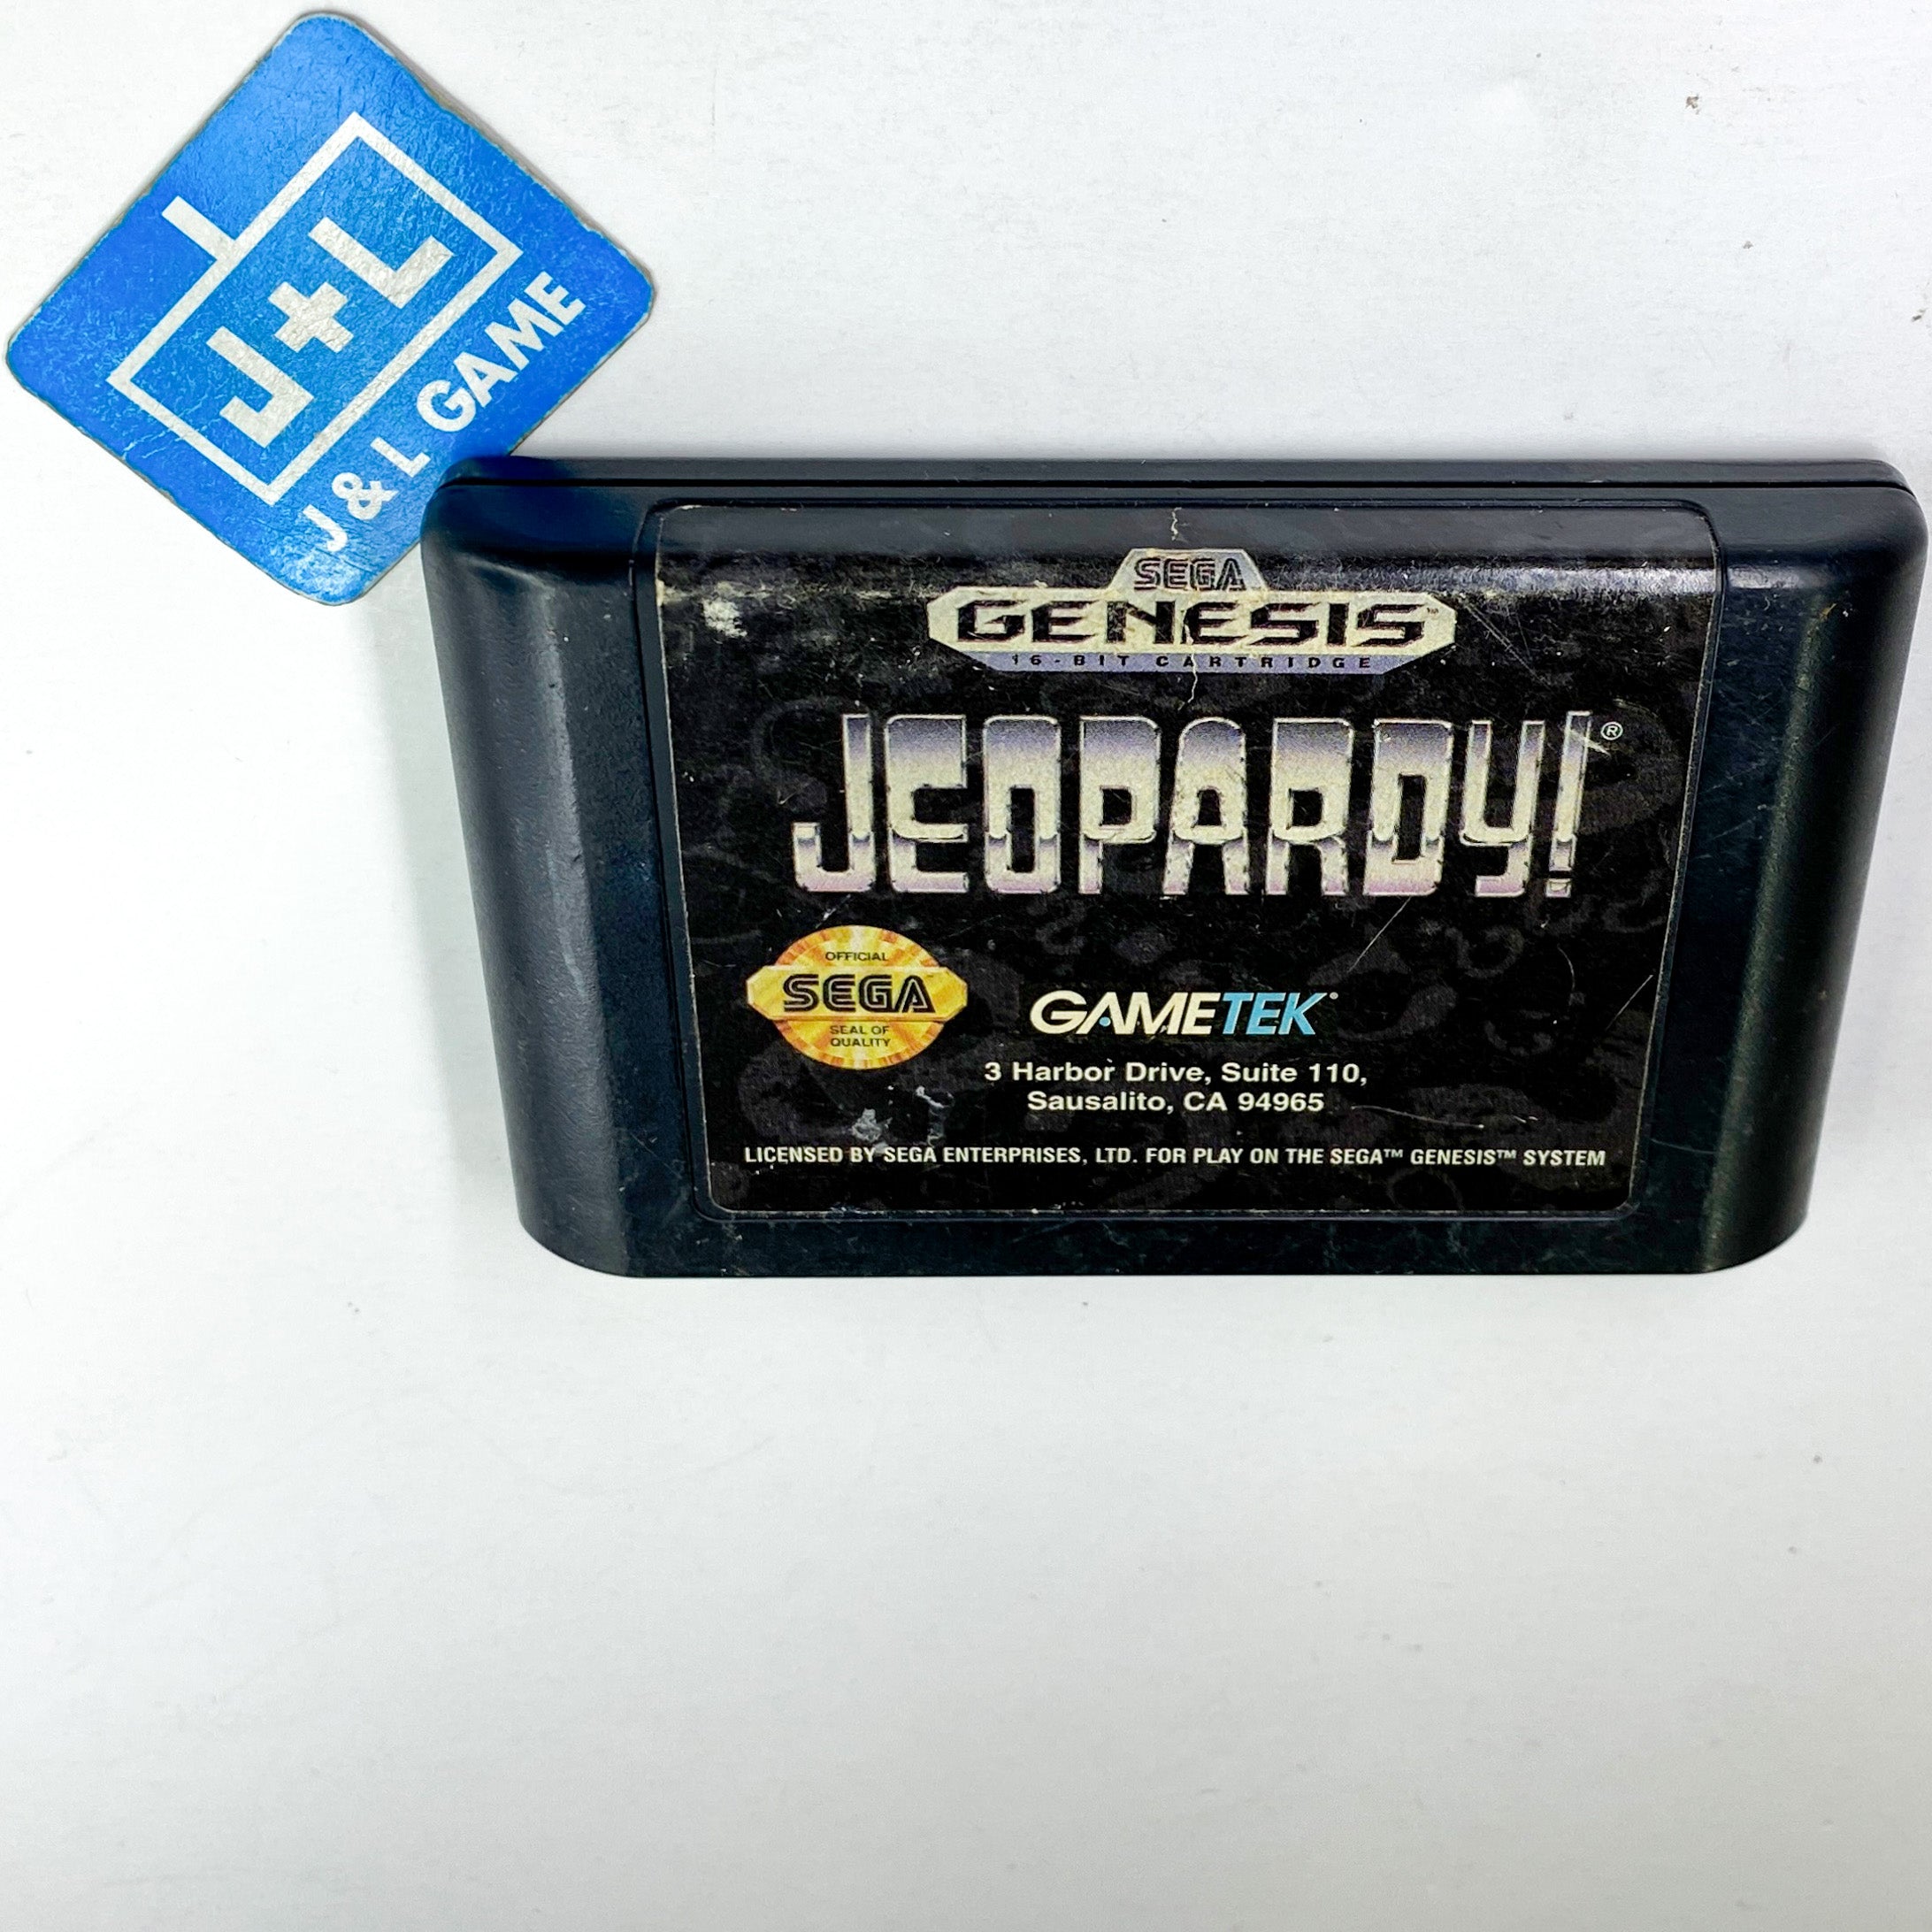 J+L
J & L GAME
SEGA
GENESIS™
16-BIT CARTRIDGE
JEOPARDY!®
OFFICIAL
SEGA
SEAL OF
QUALITY
GAMETEK®
3 Harbor Drive, Suite 110,
Sausalito, CA 94965
LICENSED BY SEGA ENTERPRISES, LTD. FOR PLAY ON THE SEGA™ GENESIS™ SYSTEM